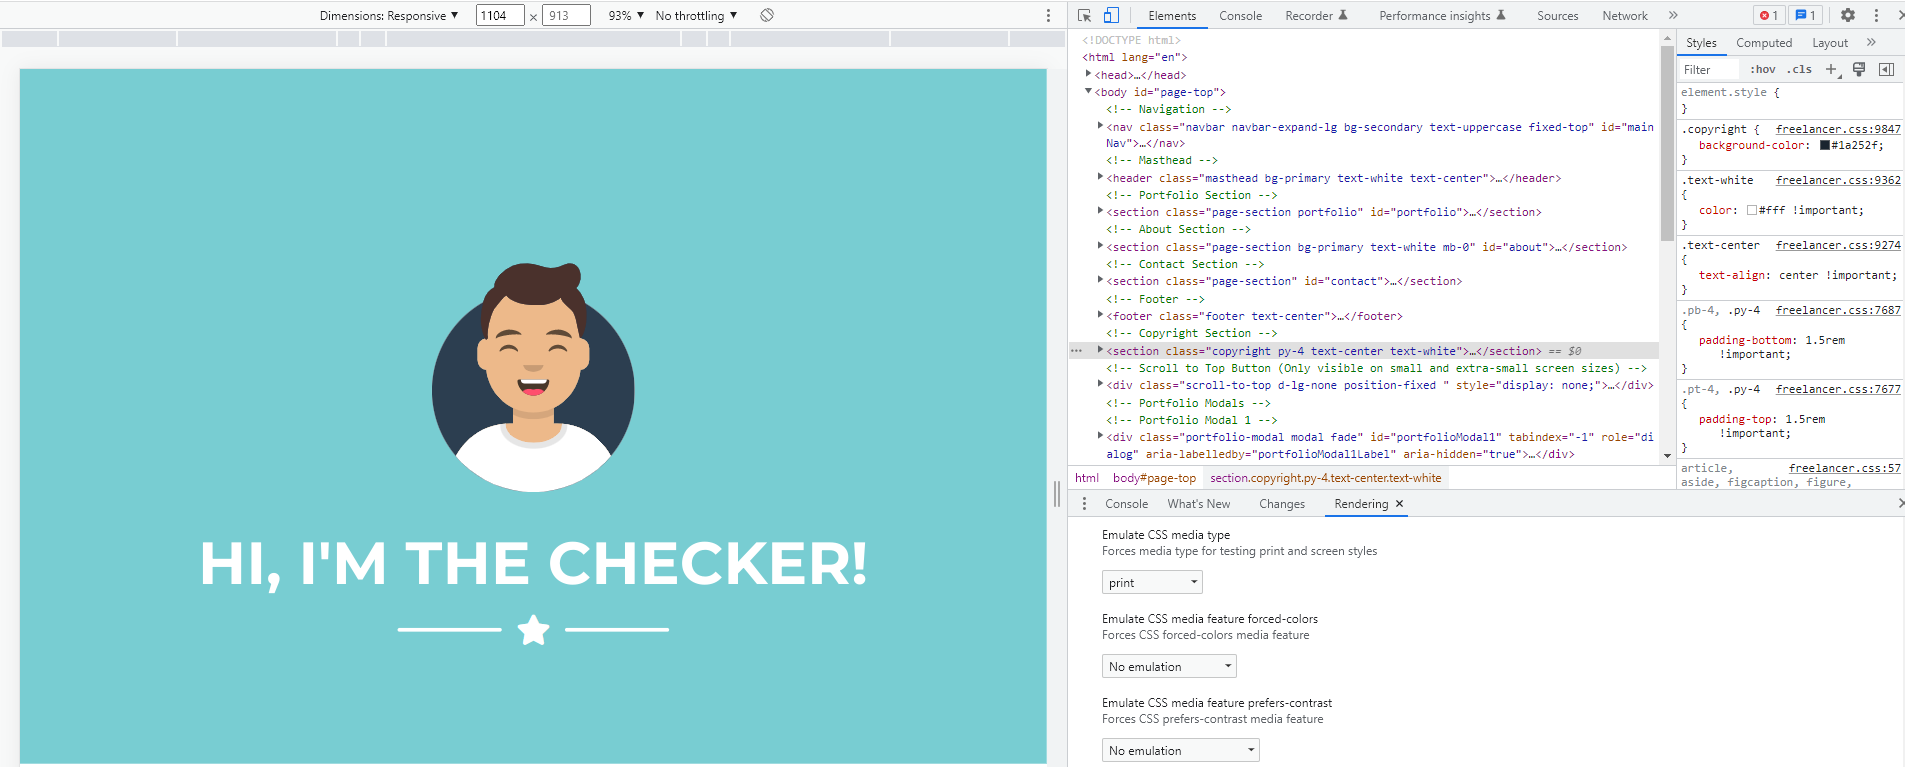 Dimensions: Responsive ▼ 1104 × 913 93% ▼ No throttling ▼
HI, I'M THE CHECKER!
Elements Console Recorder Performance insights Sources Network » 1 1
<!DOCTYPE html>
<html lang="en">
<head>…</head>
<body id="page-top">
<!-- Navigation -->
<nav class="navbar navbar-expand-lg bg-secondary text-uppercase fixed-top" id="main
Nav">…</nav>
<!-- Masthead -->
<header class="masthead bg-primary text-white text-center">…</header>
<!-- Portfolio Section -->
<section class="page-section portfolio" id="portfolio">…</section>
<!-- About Section -->
<section class="page-section bg-primary text-white mb-0" id="about">…</section>
<!-- Contact Section -->
<section class="page-section" id="contact">…</section>
<!-- Footer -->
<footer class="footer text-center">…</footer>
<!-- Copyright Section -->
<section class="copyright py-4 text-center text-white">…</section> == $0
<!-- Scroll to Top Button (Only visible on small and extra-small screen sizes) -->
<div class="scroll-to-top d-lg-none position-fixed " style="display: none;">…</div>
<!-- Portfolio Modals -->
<!-- Portfolio Modal 1 -->
<div class="portfolio-modal modal fade" id="portfolioModal1" tabindex="-1" role="di
alog" aria-labelledby="portfolioModal1Label" aria-hidden="true">…</div>
html body#page-top section.copyright.py-4.text-center.text-white
Styles Computed Layout »
Filter :hov .cls +
element.style {
}
.copyright { freelancer.css:9847
background-color: #1a252f;
}
.text-white freelancer.css:9362
{
color: #fff !important;
}
.text-center freelancer.css:9274
{
text-align: center !important;
}
.pb-4, .py-4 freelancer.css:7687
{
padding-bottom: 1.5rem
!important;
}
.pt-4, .py-4 freelancer.css:7677
{
padding-top: 1.5rem
!important;
}
article, freelancer.css:57
aside, figcaption, figure,
Console What's New Changes Rendering ×
Emulate CSS media type
Forces media type for testing print and screen styles
print
Emulate CSS media feature forced-colors
Forces CSS forced-colors media feature
No emulation
Emulate CSS media feature prefers-contrast
Forces CSS prefers-contrast media feature
No emulation